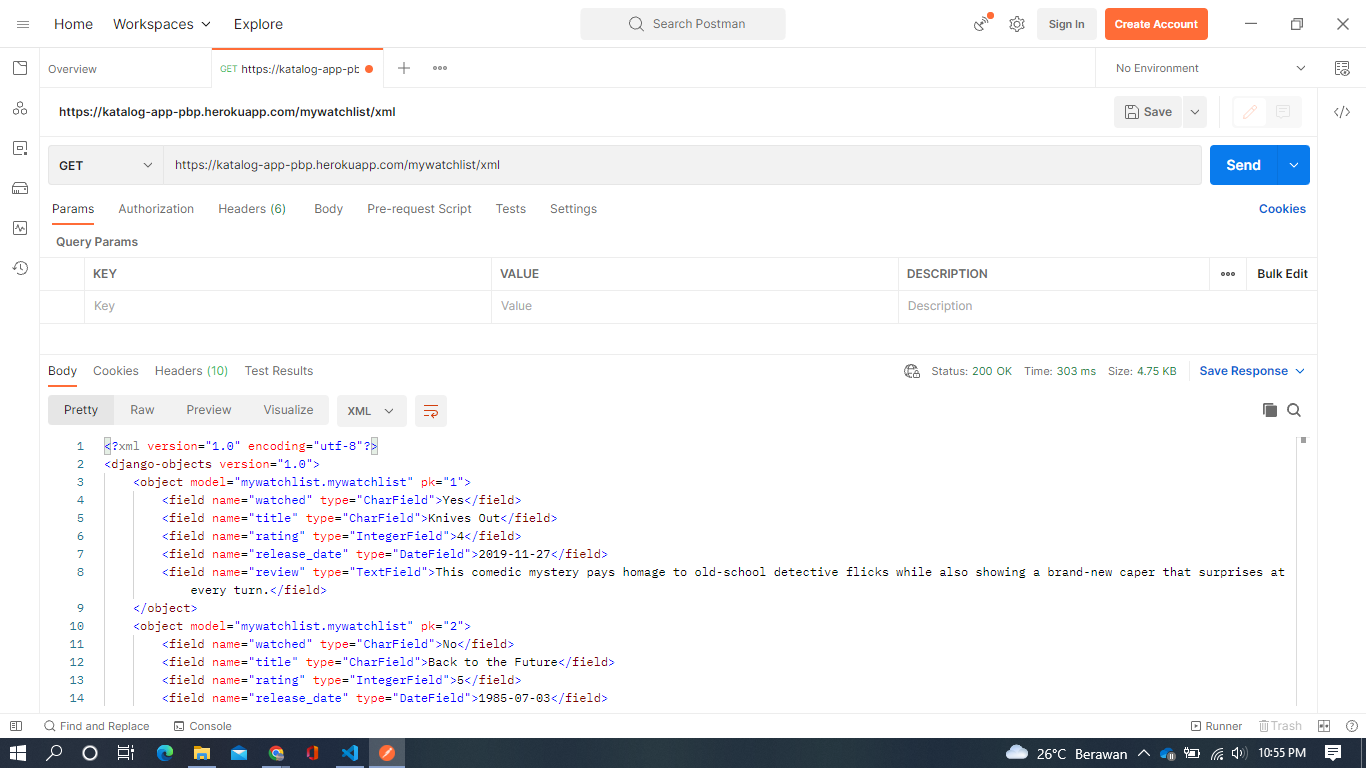 Home Workspaces Explore Search Postman Sign In Create Account
Overview GET https://katalog-app-pb No Environment
https://katalog-app-pbp.herokuapp.com/mywatchlist/xml Save
GET https://katalog-app-pbp.herokuapp.com/mywatchlist/xml Send
Params Authorization Headers (6) Body Pre-request Script Tests Settings Cookies
Query Params
KEY VALUE DESCRIPTION Bulk Edit
Key Value Description
Body Cookies Headers (10) Test Results Status: 200 OK Time: 303 ms Size: 4.75 KB Save Response
Pretty Raw Preview Visualize XML
1 <?xml version="1.0" encoding="utf-8"?>
2 <django-objects version="1.0">
3 <object model="mywatchlist.mywatchlist" pk="1">
4 <field name="watched" type="CharField">Yes</field>
5 <field name="title" type="CharField">Knives Out</field>
6 <field name="rating" type="IntegerField">4</field>
7 <field name="release_date" type="DateField">2019-11-27</field>
8 <field name="review" type="TextField">This comedic mystery pays homage to old-school detective flicks while also showing a brand-new caper that surprises at
every turn.</field>
9 </object>
10 <object model="mywatchlist.mywatchlist" pk="2">
11 <field name="watched" type="CharField">No</field>
12 <field name="title" type="CharField">Back to the Future</field>
13 <field name="rating" type="IntegerField">5</field>
14 <field name="release_date" type="DateField">1985-07-03</field>
Find and Replace Console Runner Trash
26°C Berawan 10:55 PM